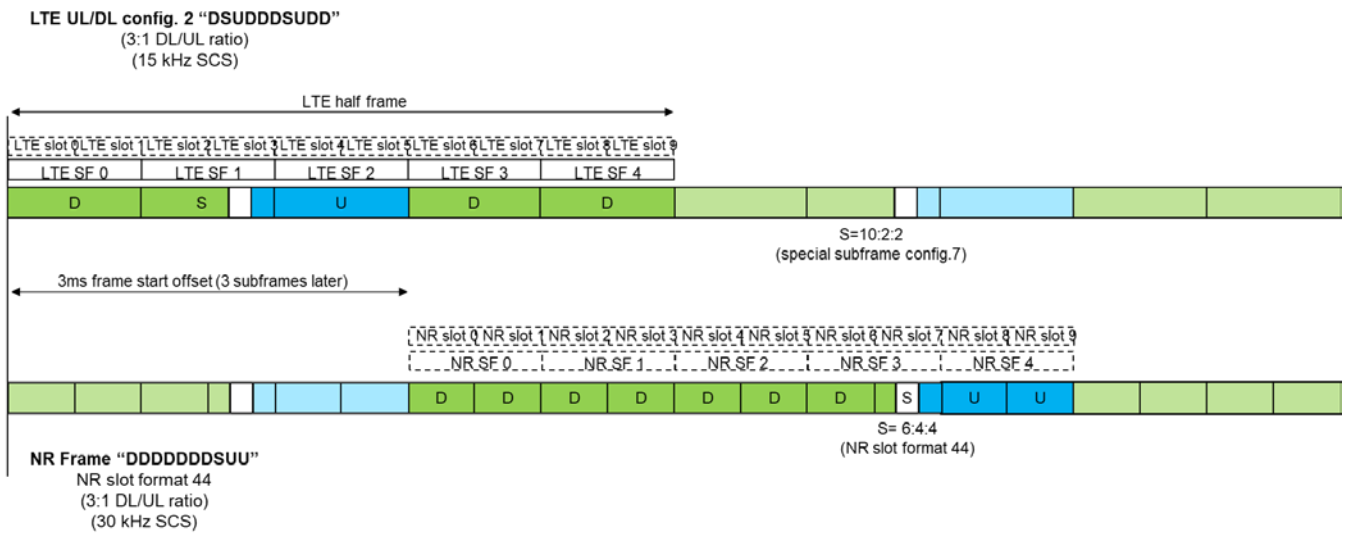 LTE UL/DL config. 2 “DSUDDDSUDD”
(3:1 DL/UL ratio)
(15 kHz SCS)
LTE half frame
LTE slot 0 LTE slot 1 LTE slot 2 LTE slot 3 LTE slot 4 LTE slot 5 LTE slot 6 LTE slot 7 LTE slot 8 LTE slot 9
LTE SF 0 LTE SF 1 LTE SF 2 LTE SF 3 LTE SF 4
D S U D D
S=10:2:2
(special subframe config.7)
3ms frame start offset (3 subframes later)
NR slot 0 NR slot 1 NR slot 2 NR slot 3 NR slot 4 NR slot 5 NR slot 6 NR slot 7 NR slot 8 NR slot 9
NR SF 0 NR SF 1 NR SF 2 NR SF 3 NR SF 4
D D D D D D D S U U
S= 6:4:4
(NR slot format 44)
NR Frame “DDDDDDDSUU”
NR slot format 44
(3:1 DL/UL ratio)
(30 kHz SCS)